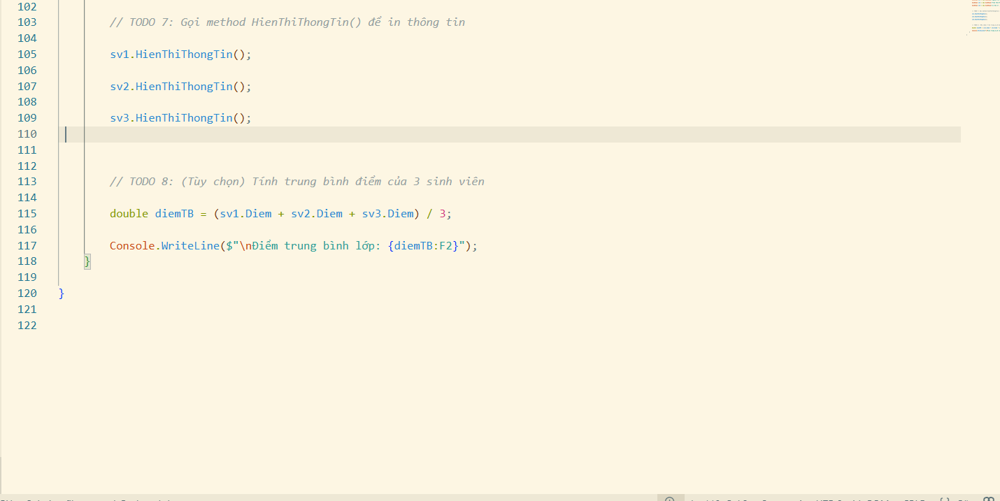 102
103 // TODO 7: Gọi method HienThiThongTin() để in thông tin
104
105 sv1.HienThiThongTin();
106
107 sv2.HienThiThongTin();
108
109 sv3.HienThiThongTin();
110
111
112
113 // TODO 8: (Tùy chọn) Tính trung bình điểm của 3 sinh viên
114
115 double diemTB = (sv1.Diem + sv2.Diem + sv3.Diem) / 3;
116
117 Console.WriteLine($"\nĐiểm trung bình lớp: {diemTB:F2}");
118 }
119
120 }
121
122